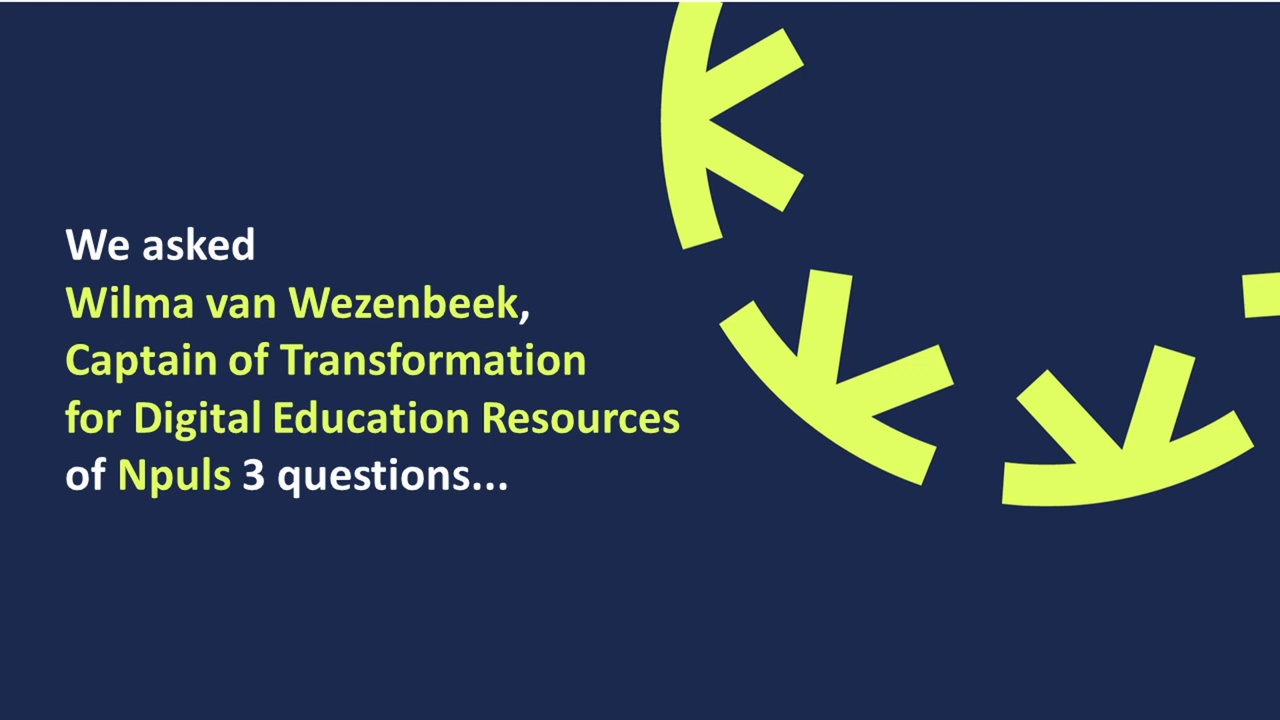 We asked
Wilma van Wezenbeek,
Captain of Transformation
for Digital Education Resources
of Npuls 3 questions...